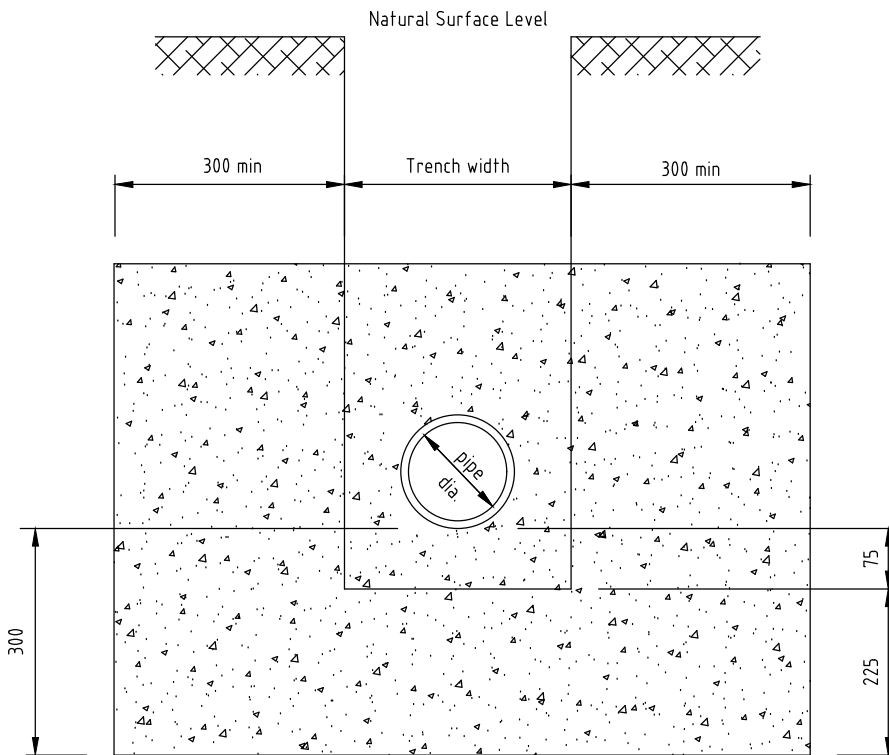 Natural Surface Level
300 min
Trench width
300 min
pipe
dia.
75
300
225